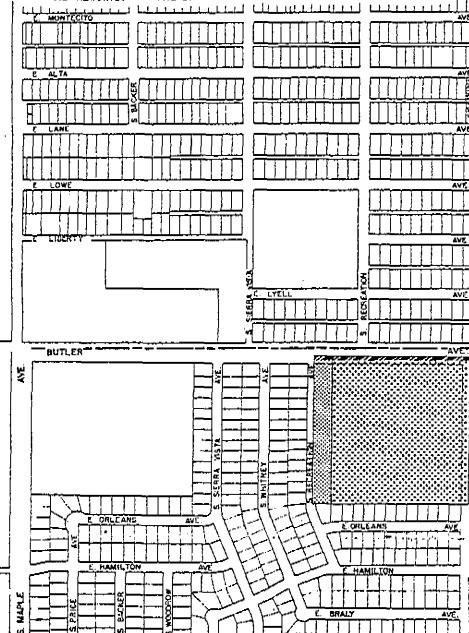 E MONTECITO
E ALTA AVE
S. BACKER
E LANE AVE
E LOWE AVE
E LIBERTY AVE
S. SIERRA VISTA
E. LYELL AVE
S. RECREATION
BUTLER AVE.
AVE
AVE
AVE
AVE
S. SIERRA VISTA
S. WHITNEY
S. RECREATION
E ORLEANS AVE
E. ORLEANS AVE.
AVE
E. HAMILTON AVE
E HAMILTON AVE
S. MAPLE
S. PRICE
S. BACKER
S. WOODROW
E. BRALY AVE.